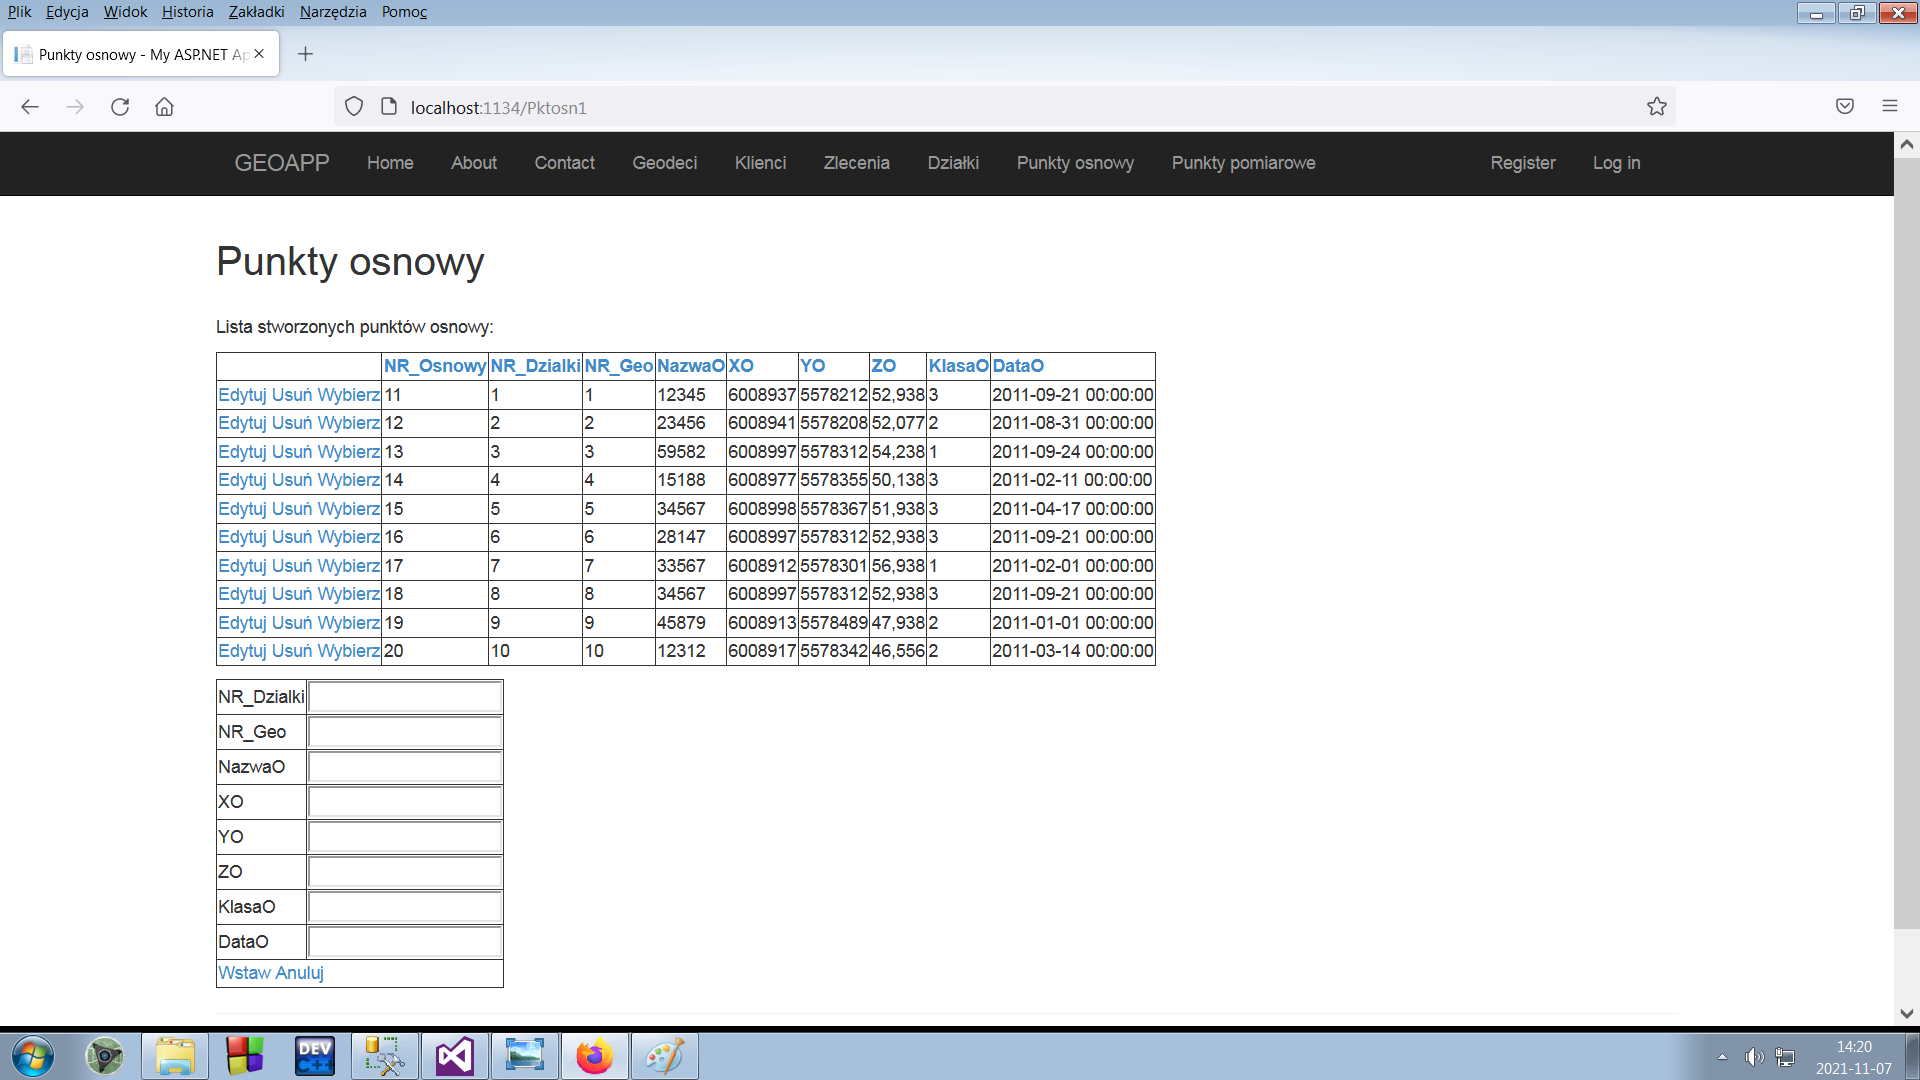 Plik Edycja Widok Historia Zakładki Narzędzia Pomoc
Punkty osnowy - My ASP.NET Ap
localhost:1134/Pktosn1
GEOAPP Home About Contact Geodeci Klienci Zlecenia Działki Punkty osnowy Punkty pomiarowe Register Log in
Punkty osnowy
Lista stworzonych punktów osnowy:
NR_Osnowy NR_Dzialki NR_Geo NazwaO XO YO ZO KlasaO DataO
Edytuj Usuń Wybierz 11 1 1 12345 6008937 5578212 52,938 3 2011-09-21 00:00:00
Edytuj Usuń Wybierz 12 2 2 23456 6008941 5578208 52,077 2 2011-08-31 00:00:00
Edytuj Usuń Wybierz 13 3 3 59582 6008997 5578312 54,238 1 2011-09-24 00:00:00
Edytuj Usuń Wybierz 14 4 4 15188 6008977 5578355 50,138 3 2011-02-11 00:00:00
Edytuj Usuń Wybierz 15 5 5 34567 6008998 5578367 51,938 3 2011-04-17 00:00:00
Edytuj Usuń Wybierz 16 6 6 28147 6008997 5578312 52,938 3 2011-09-21 00:00:00
Edytuj Usuń Wybierz 17 7 7 33567 6008912 5578301 56,938 1 2011-02-01 00:00:00
Edytuj Usuń Wybierz 18 8 8 34567 6008997 5578312 52,938 3 2011-09-21 00:00:00
Edytuj Usuń Wybierz 19 9 9 45879 6008913 5578489 47,938 2 2011-01-01 00:00:00
Edytuj Usuń Wybierz 20 10 10 12312 6008917 5578342 46,556 2 2011-03-14 00:00:00
NR_Dzialki
NR_Geo
NazwaO
XO
YO
ZO
KlasaO
DataO
Wstaw Anuluj
DEV
C++
14:20
2021-11-07